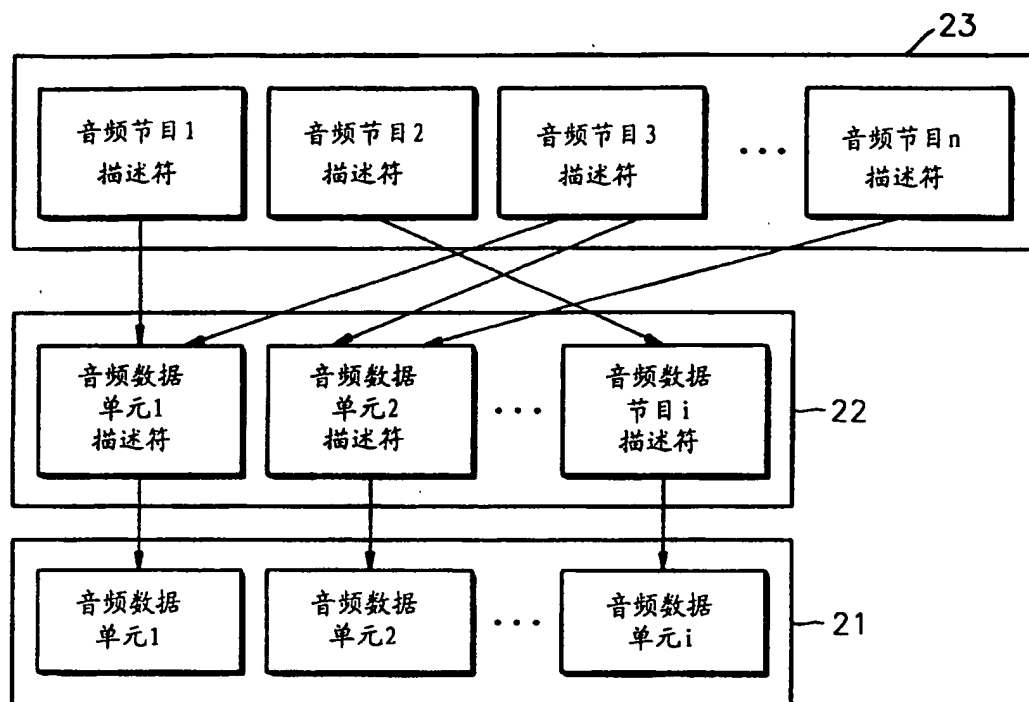 23
音频节目1
描述符
音频节目2
描述符
音频节目3
描述符
...
音频节目n
描述符
音频数据
单元1
描述符
音频数据
单元2
描述符
...
音频数据
节目i
描述符
22
音频数据
单元1
音频数据
单元2
...
音频数据
单元i
21